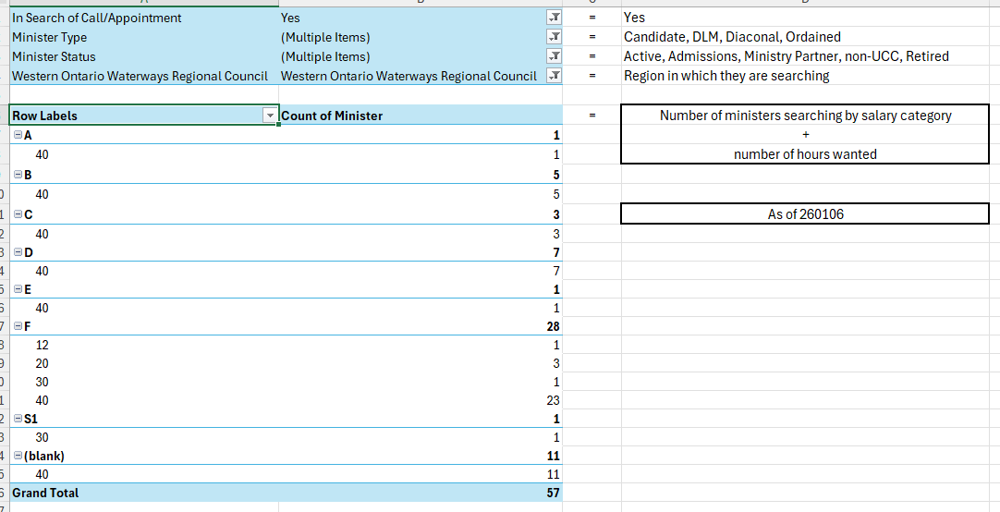 In Search of Call/Appointment Yes = Yes
Minister Type (Multiple Items) = Candidate, DLM, Diaconal, Ordained
Minister Status (Multiple Items) = Active, Admissions, Ministry Partner, non-UCC, Retired
Western Ontario Waterways Regional Council Western Ontario Waterways Regional Council = Region in which they are searching
Row Labels Count of Minister = Number of ministers searching by salary category
A 1 +
40 1 number of hours wanted
B 5
40 5
C 3 As of 260106
40 3
D 7
40 7
E 1
40 1
F 28
12 1
20 3
30 1
40 23
S1 1
30 1
(blank) 11
40 11
Grand Total 57